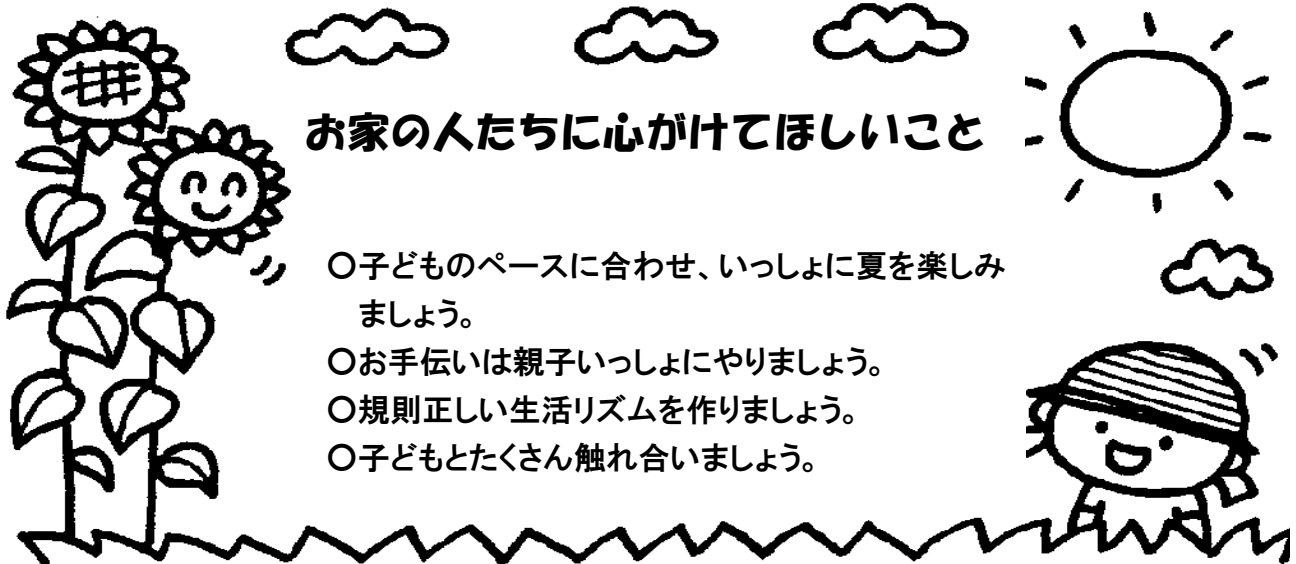 お家の人たちに心がけてほしいこと
○子どものペースに合わせ、いっしょに夏を楽しみ
ましょう。
○お手伝いは親子いっしょにやりましょう。
○規則正しい生活リズムを作りましょう。
○子どもとたくさん触れ合いましょう。